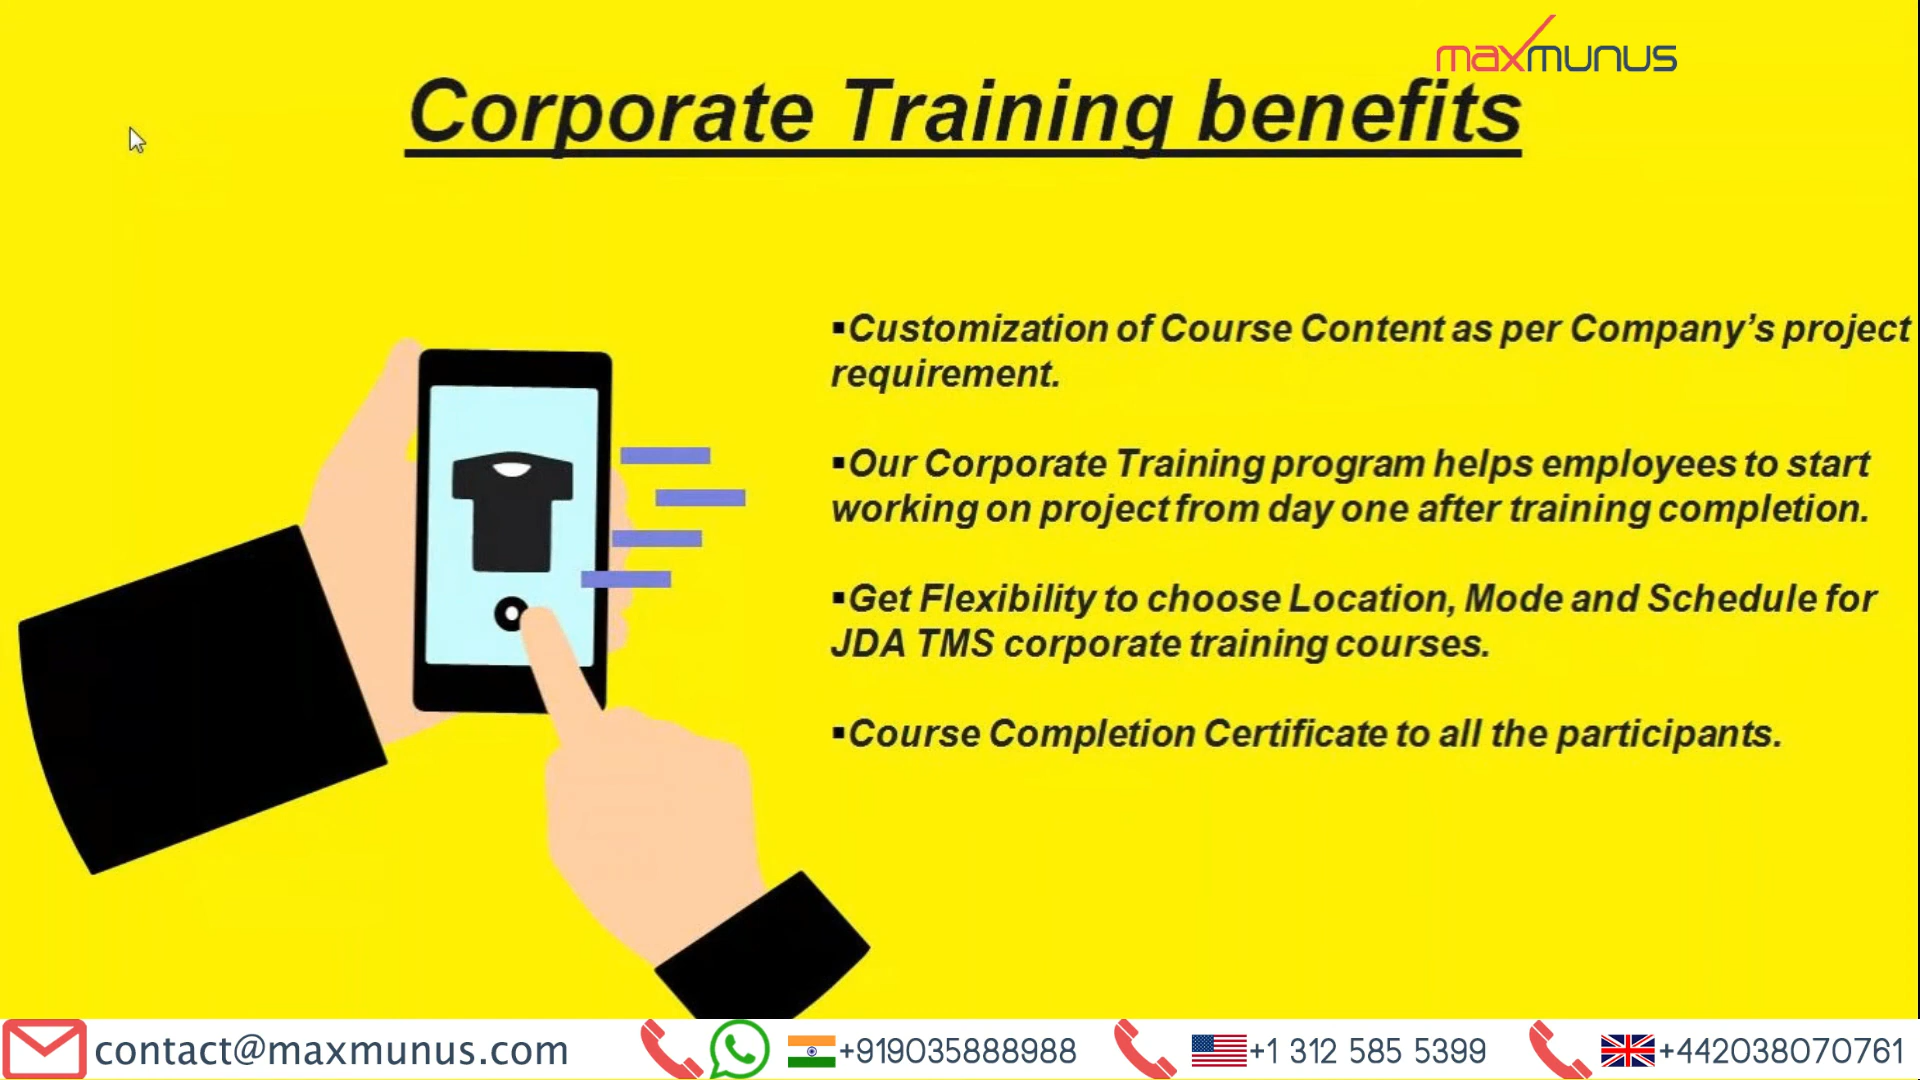 maxmunus
Corporate Training benefits
▪Customization of Course Content as per Company’s project
requirement.
▪Our Corporate Training program helps employees to start
working on project from day one after training completion.
▪Get Flexibility to choose Location, Mode and Schedule for
JDA TMS corporate training courses.
▪Course Completion Certificate to all the participants.
contact@maxmunus.com +919035888988 +1 312 585 5399 +442038070761